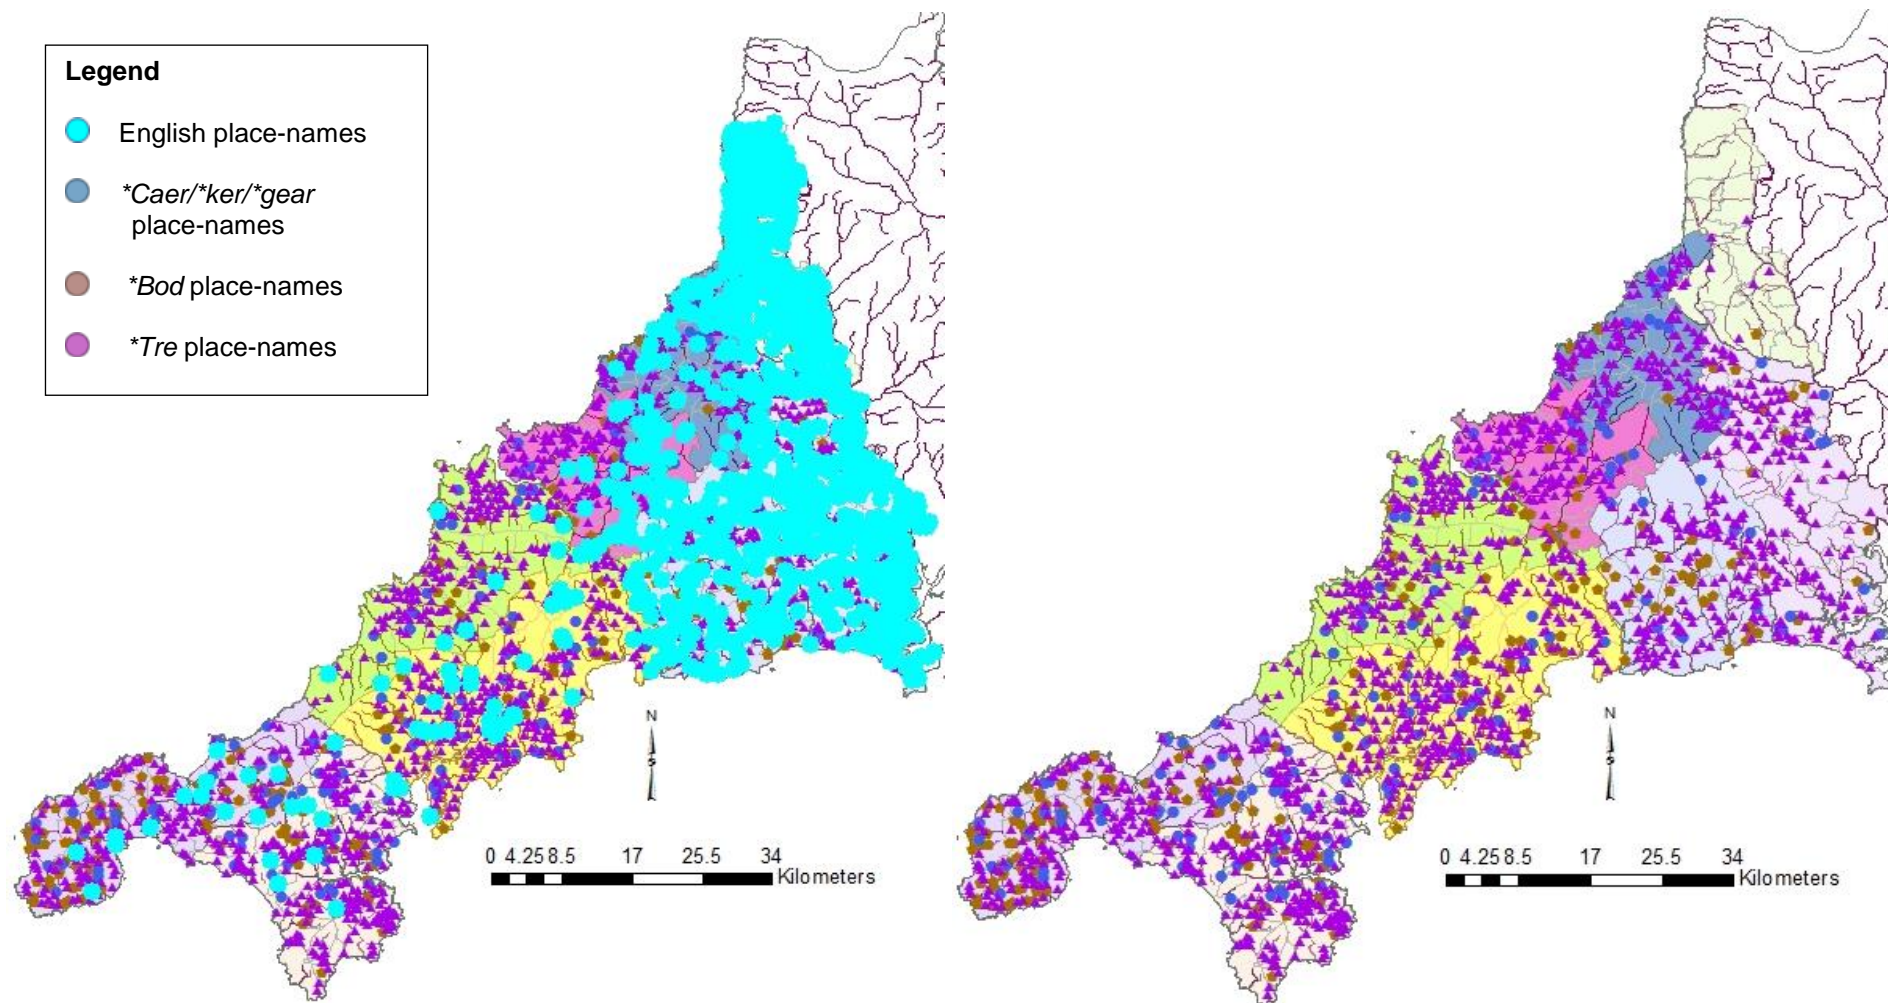 Legend
English place-names
*Caer/*ker/*gear
place-names
*Bod place-names
*Tre place-names
N
S
0 4.25 8.5 17 25.5 34
Kilometers
N
S
0 4.25 8.5 17 25.5 34
Kilometers